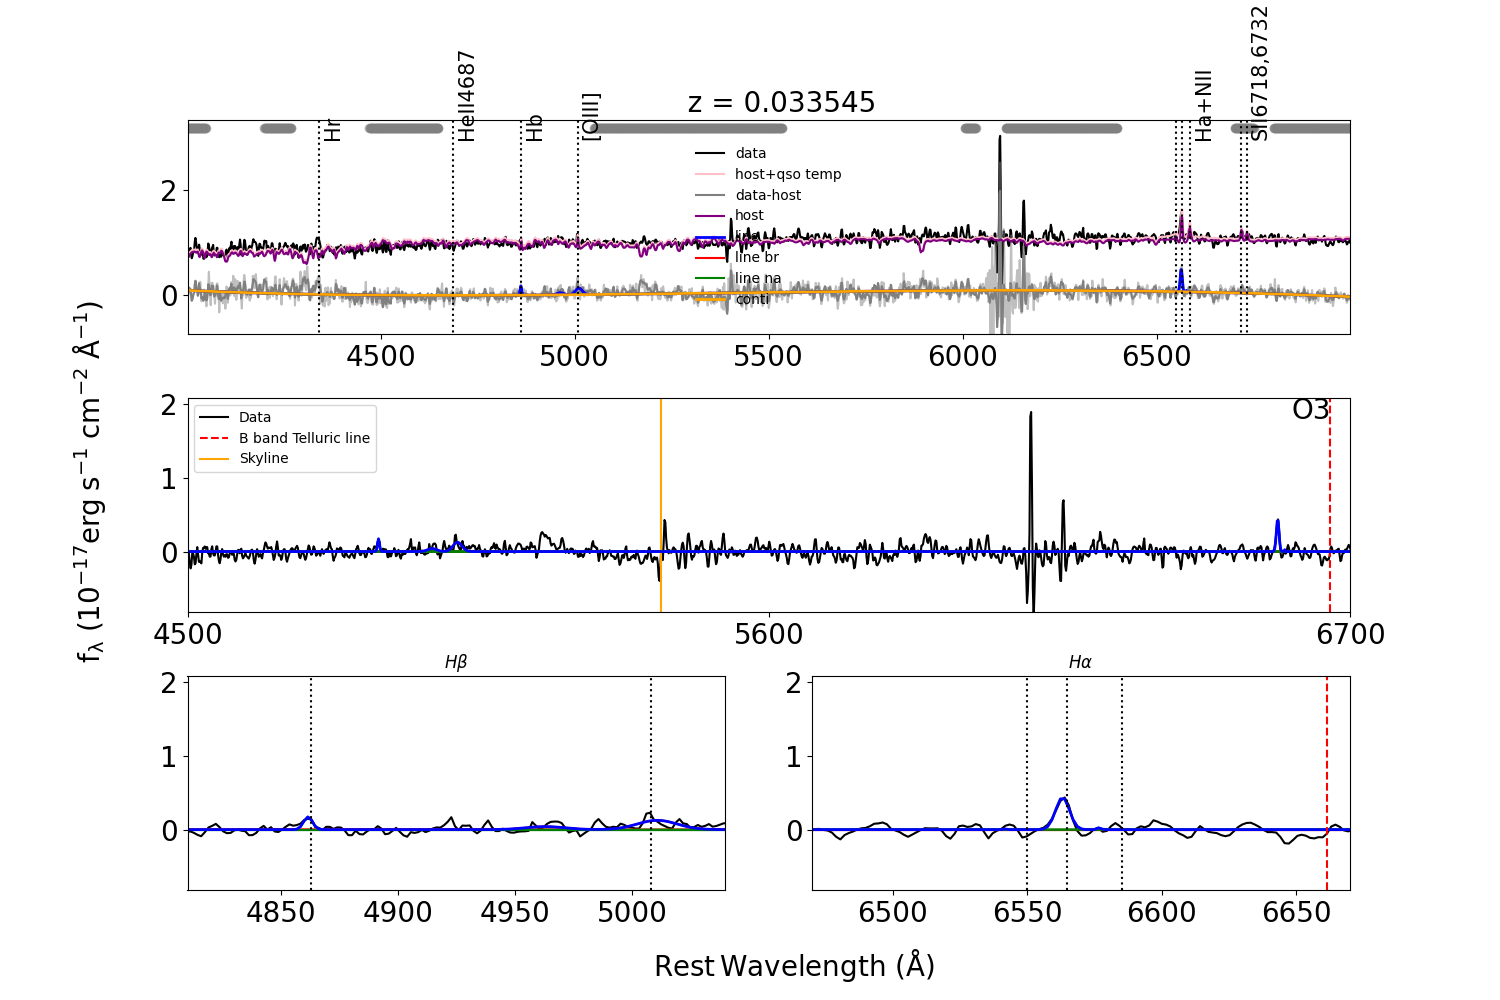 z = 0.033545
Hr
HeII4687
Hb
[OIII]
Ha+NII
SII6718,6732
data
host+qso temp
data-host
host
line
line br
line na
conti
2
0
4500 5000 5500 6000 6500
fλ (10−17erg s−1 cm−2 Å−1)
Data
B band Telluric line
Skyline
O3
2
1
0
4500 5600 6700
Hβ
2
1
0
4850 4900 4950 5000
Hα
2
1
0
6500 6550 6600 6650
Rest Wavelength (Å)